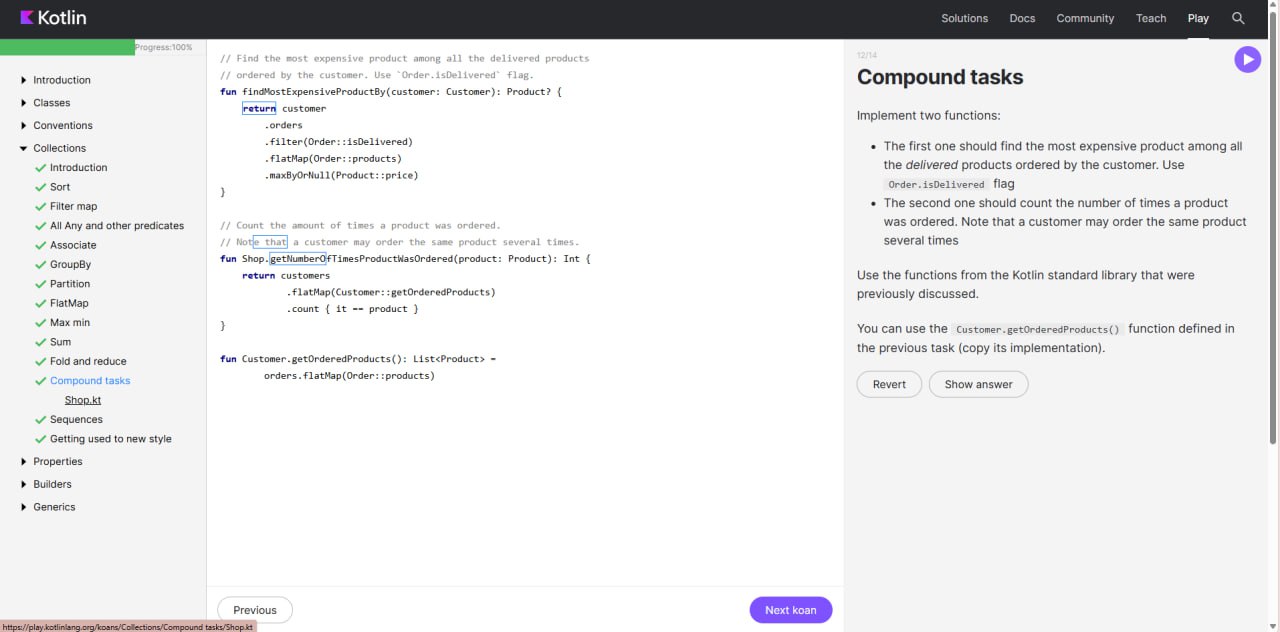 Kotlin
Solutions
Docs
Community
Teach
Play
Progress:100%
Introduction
Classes
Conventions
Collections
Introduction
Sort
Filter map
All Any and other predicates
Associate
GroupBy
Partition
FlatMap
Max min
Sum
Fold and reduce
Compound tasks
Shop.kt
Sequences
Getting used to new style
Properties
Builders
Generics
// Find the most expensive product among all the delivered products
// ordered by the customer. Use `Order.isDelivered` flag.
fun findMostExpensiveProductBy(customer: Customer): Product? {
return customer
.orders
.filter(Order::isDelivered)
.flatMap(Order::products)
.maxByOrNull(Product::price)
}
// Count the amount of times a product was ordered.
// Note that a customer may order the same product several times.
fun Shop.getNumberOfTimesProductWasOrdered(product: Product): Int {
return customers
.flatMap(Customer::getOrderedProducts)
.count { it == product }
}
fun Customer.getOrderedProducts(): List<Product> =
orders.flatMap(Order::products)
Previous
Next koan
12/14
Compound tasks
Implement two functions:
• The first one should find the most expensive product among all
the delivered products ordered by the customer. Use
Order.isDelivered flag
• The second one should count the number of times a product
was ordered. Note that a customer may order the same product
several times
Use the functions from the Kotlin standard library that were
previously discussed.
You can use the Customer.getOrderedProducts() function defined in
the previous task (copy its implementation).
Revert
Show answer
https://play.kotlinlang.org/koans/Collections/Compound tasks/Shop.kt